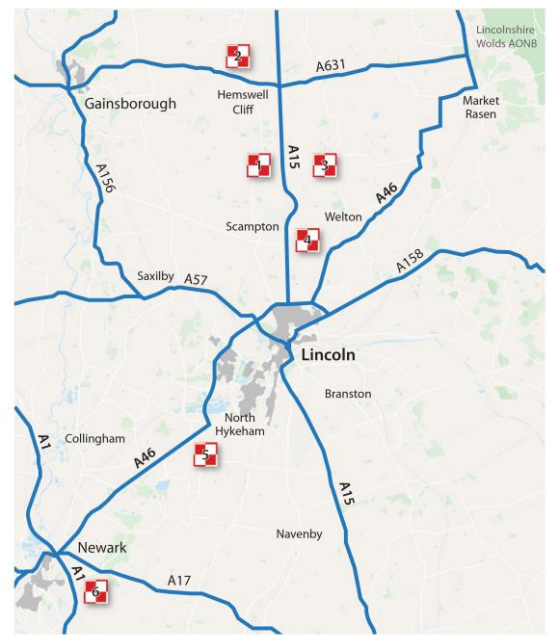 Lincolnshire
Wolds AONB
2
A631
Gainsborough
Hemswell
Cliff
Market
Rasen
A156
1
A15
3
A46
Scampton
4
Welton
Saxilby
A57
A158
Lincoln
Branston
North
Hykeham
A1
Collingham
A46
5
A15
Navenby
Newark
A1
A17
6